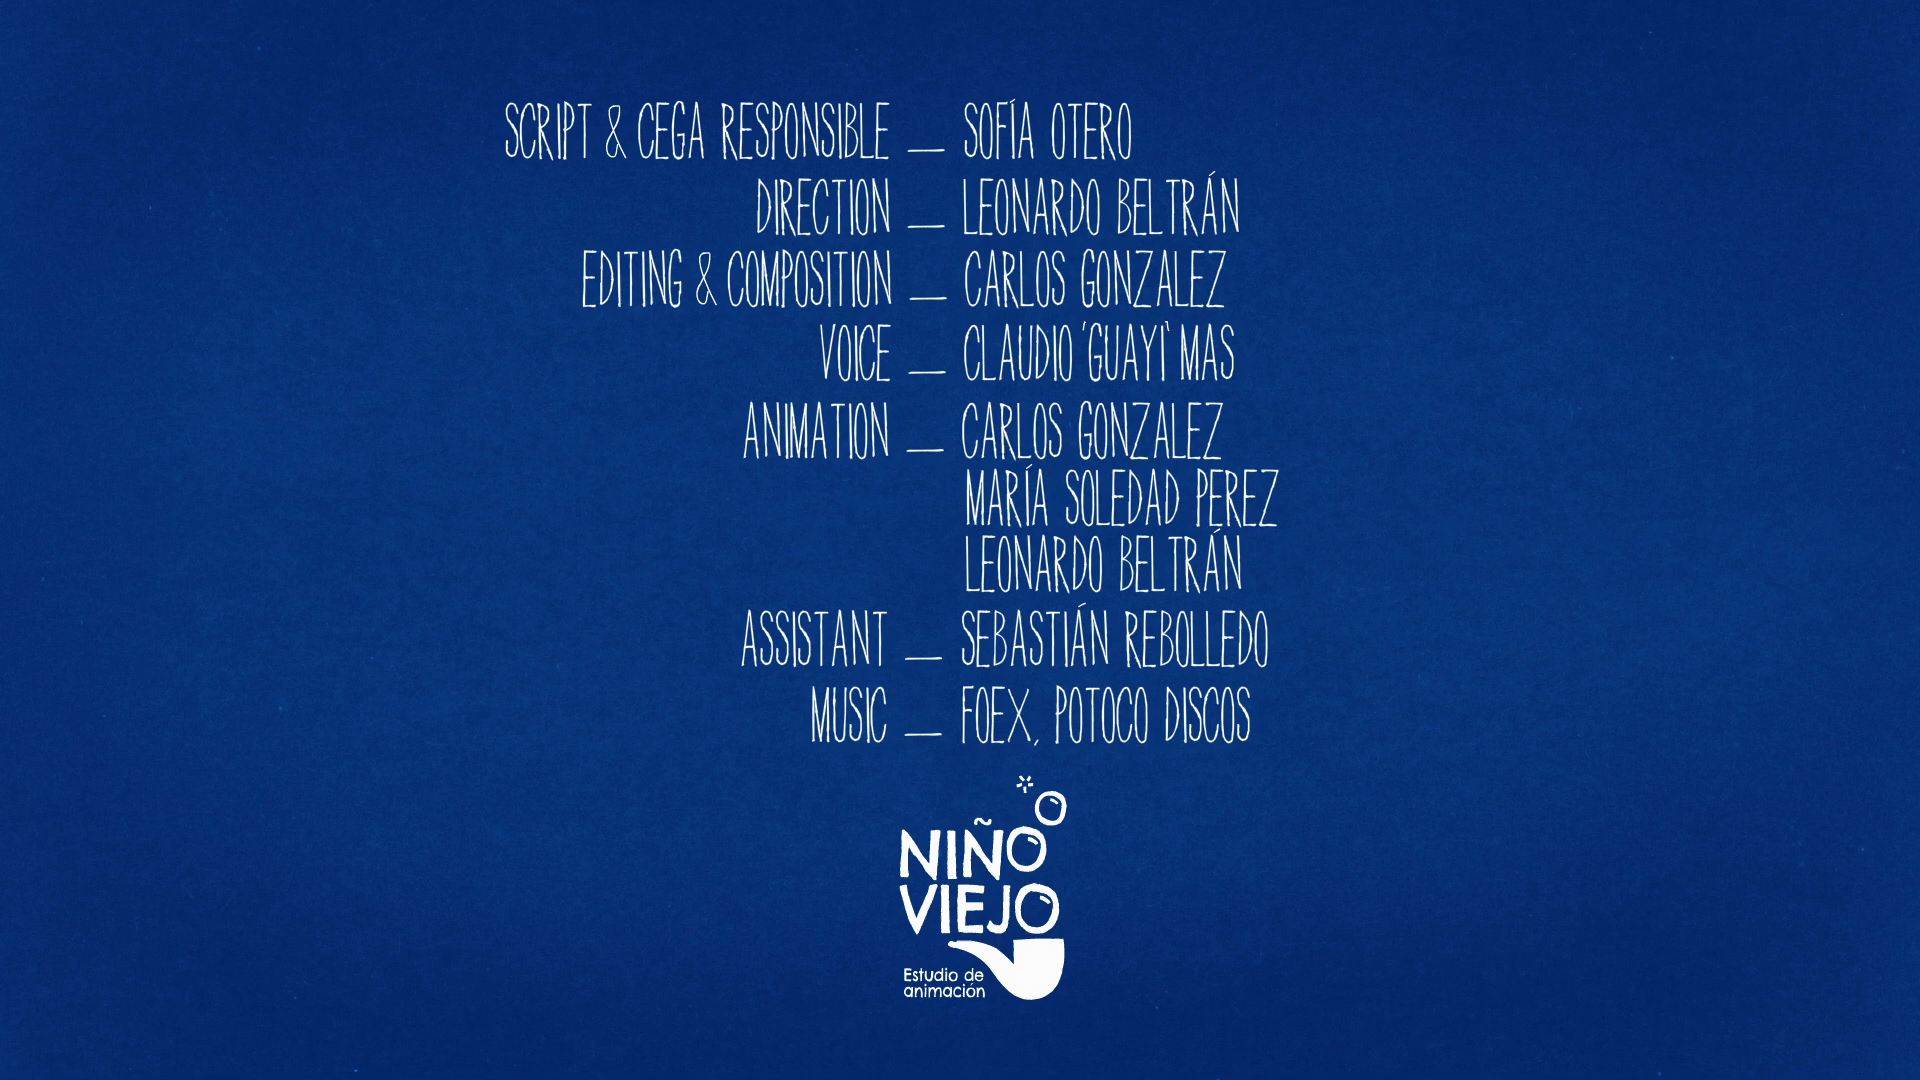 SCRIPT & CEGA RESPONSIBLE — SOFÍA OTERO
DIRECTION — LEONARDO BELTRÁN
EDITING & COMPOSITION — CARLOS GONZALEZ
VOICE — CLAUDIO 'GUAYI' MAS
ANIMATION — CARLOS GONZALEZ
MARÍA SOLEDAD PEREZ
LEONARDO BELTRÁN
ASSISTANT — SEBASTIÁN REBOLLEDO
MUSIC — FOEX, POTOCO DISCOS
NIÑO
VIEJO
Estudio de
animación